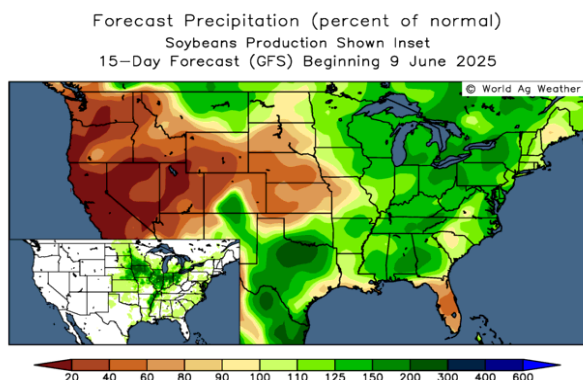 Forecast Precipitation (percent of normal)
Soybeans Production Shown Inset
15-Day Forecast (GFS) Beginning 9 June 2025
© World Ag Weather
20 40 60 80 90 100 110 125 150 200 300 400 600